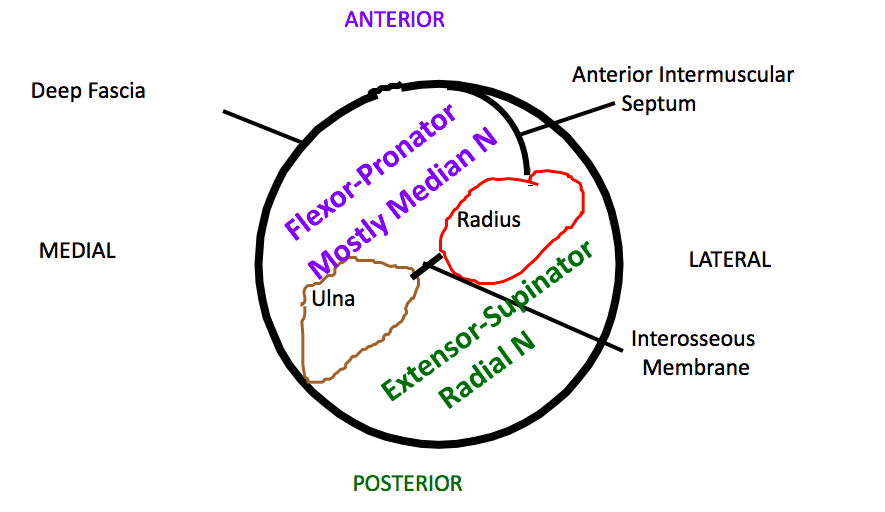 ANTERIOR
Deep Fascia
Anterior Intermuscular
Septum
Flexor-Pronator
Mostly Median N
Radius
MEDIAL
LATERAL
Ulna
Extensor-Supinator
Radial N
Interosseous
Membrane
POSTERIOR